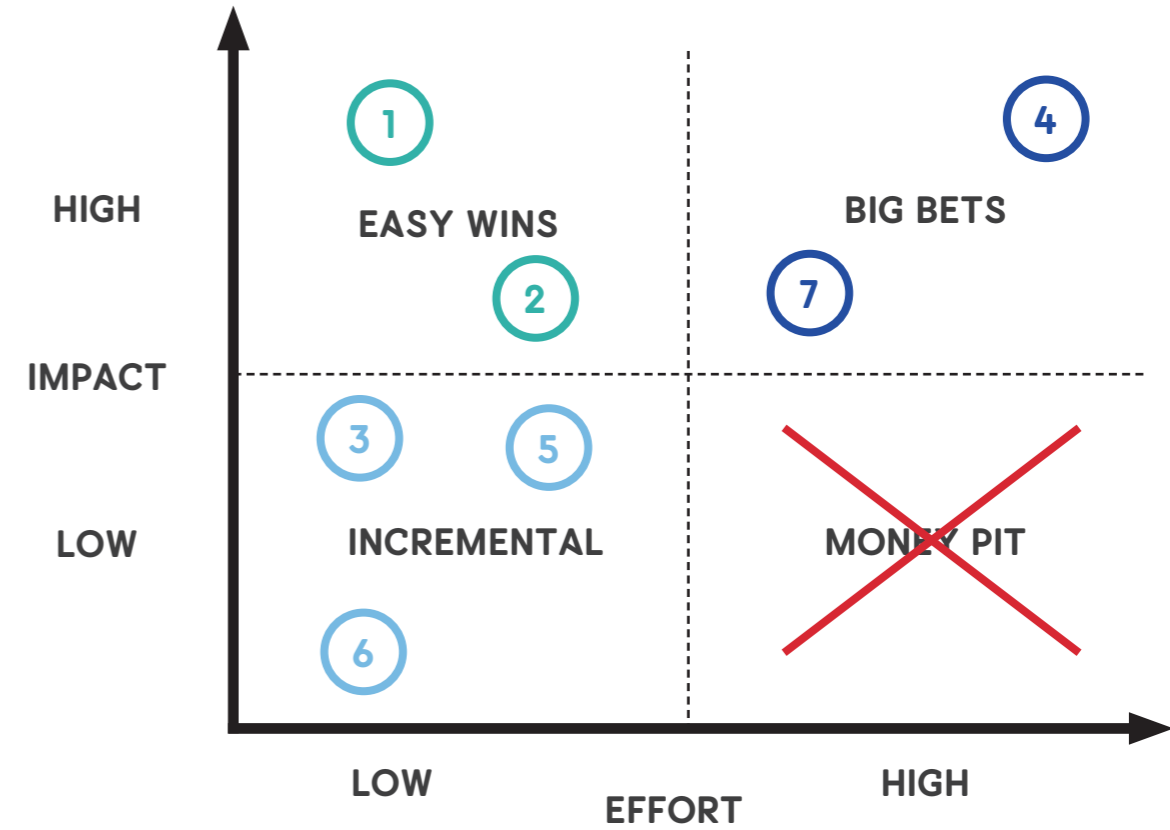 1
4
HIGH
EASY WINS
BIG BETS
2
7
IMPACT
3
5
LOW
INCREMENTAL
MONEY PIT
6
LOW
HIGH
EFFORT